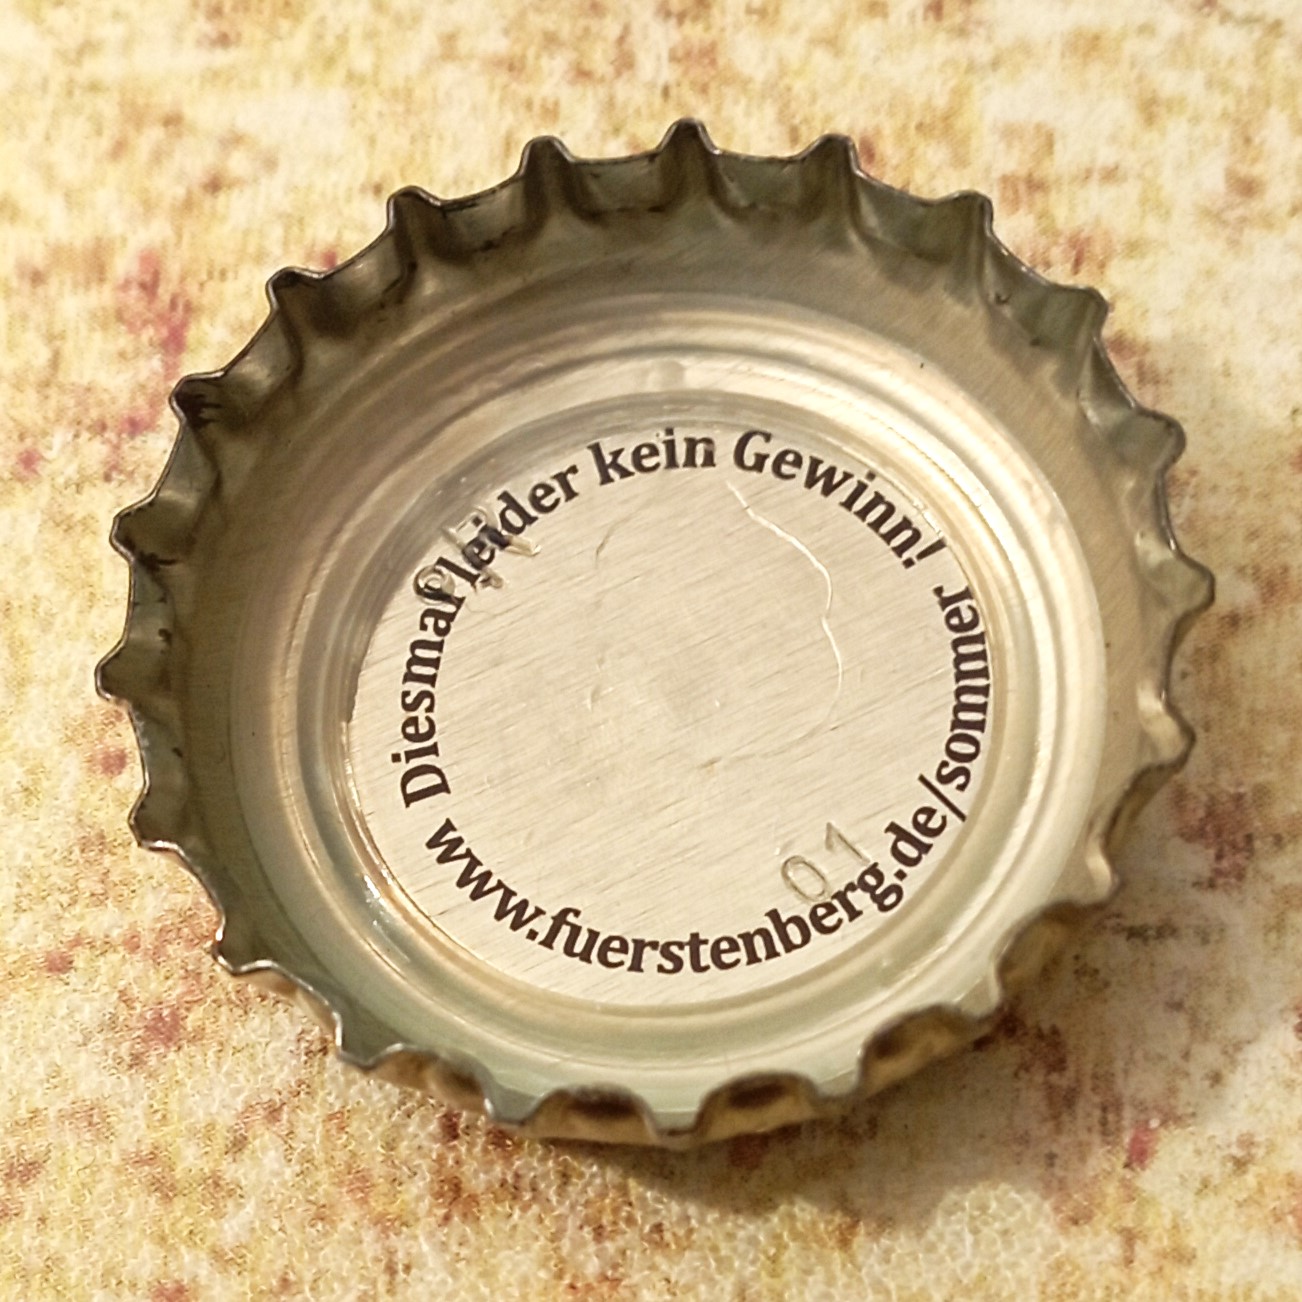 Diesmal leider kein Gewinn!
www.fuerstenberg.de/sommer
01